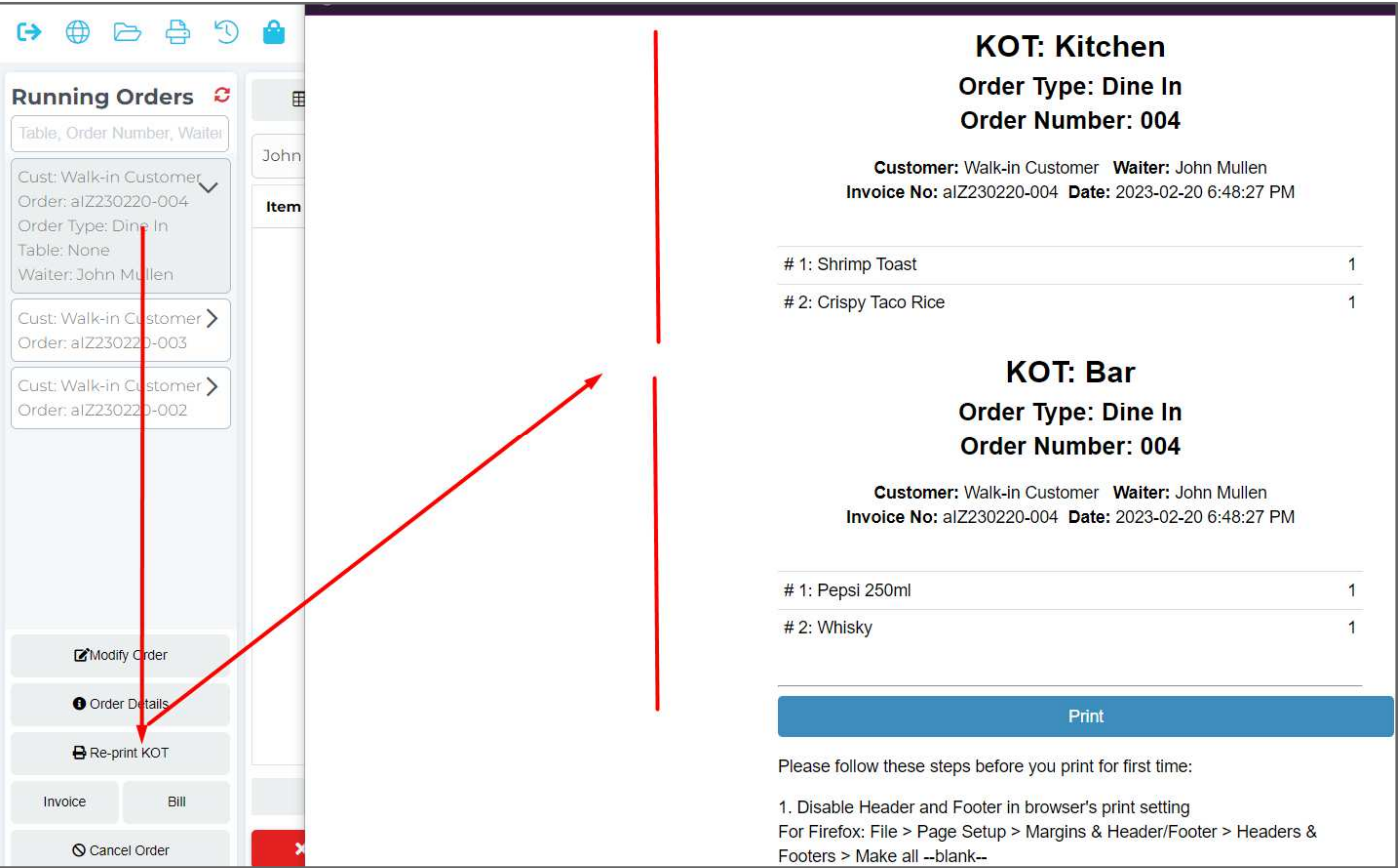 Running Orders
Table, Order Number, Waiter
Cust: Walk-in Customer
Order: aIZ230220-004
Order Type: Dine In
Table: None
Waiter: John Mullen
Cust: Walk-in Customer
Order: aIZ230220-003
Cust: Walk-in Customer
Order: aIZ230220-002
Modify Order
Order Details
Re-print KOT
Invoice
Bill
Cancel Order
John
Item
KOT: Kitchen
Order Type: Dine In
Order Number: 004
Customer: Walk-in Customer Waiter: John Mullen
Invoice No: aIZ230220-004 Date: 2023-02-20 6:48:27 PM
# 1: Shrimp Toast 1
# 2: Crispy Taco Rice 1
KOT: Bar
Order Type: Dine In
Order Number: 004
Customer: Walk-in Customer Waiter: John Mullen
Invoice No: aIZ230220-004 Date: 2023-02-20 6:48:27 PM
# 1: Pepsi 250ml 1
# 2: Whisky 1
Print
Please follow these steps before you print for first time:
1. Disable Header and Footer in browser's print setting
For Firefox: File > Page Setup > Margins & Header/Footer > Headers &
Footers > Make all --blank--